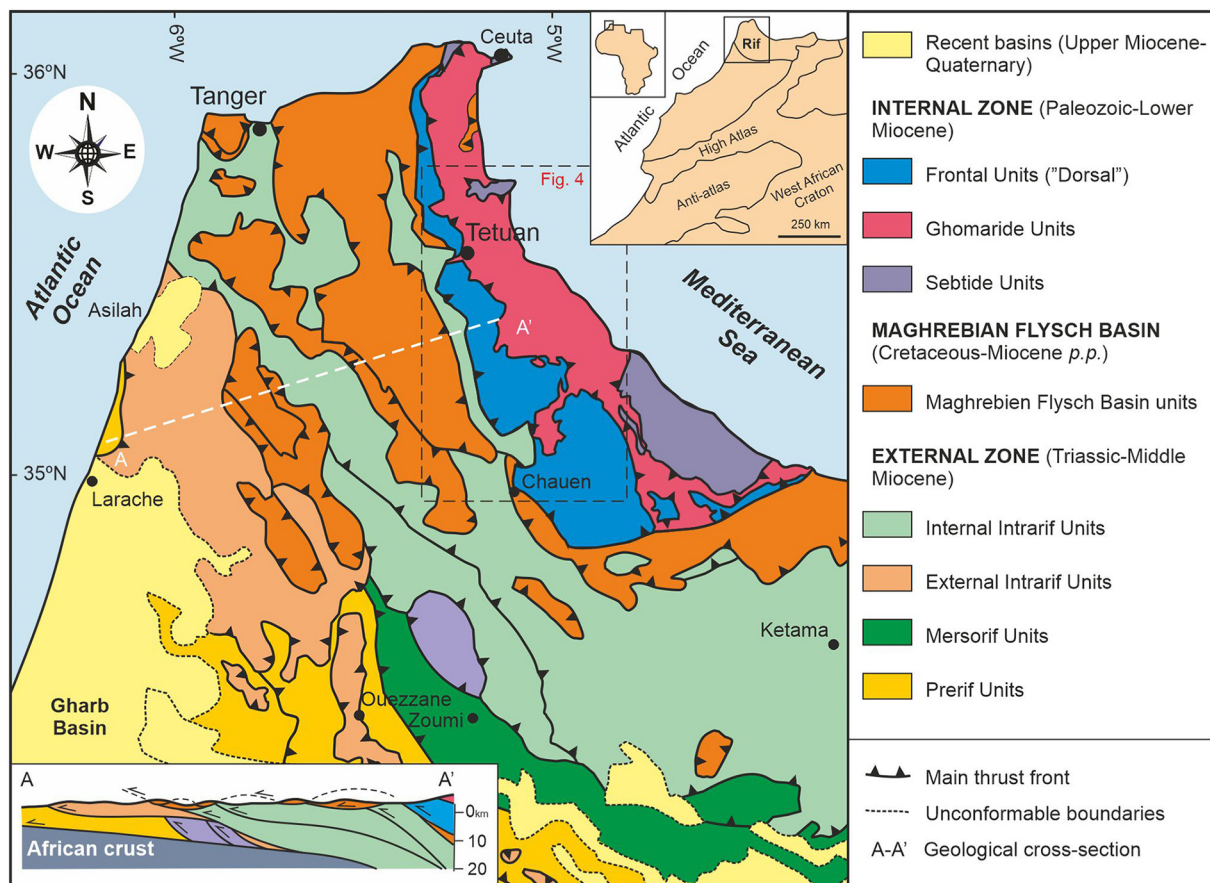 6ºW
5ºW
36ºN
35ºN
N
W
E
S
Ceuta
Tanger
Fig. 4
Tetuan
Atlantic
Ocean
Asilah
Mediterranean
Sea
A'
A
Larache
Chauen
Ketama
Gharb
Basin
Ouezzane
Zoumi
Rif
Atlantic
Ocean
High Atlas
Anti-atlas
West African
Craton
250 km
A
A'
0km
10
20
African crust
Recent basins (Upper Miocene-
Quaternary)
INTERNAL ZONE (Paleozoic-Lower
Miocene)
Frontal Units ("Dorsal")
Ghomaride Units
Sebtide Units
MAGHREBIAN FLYSCH BASIN
(Cretaceous-Miocene p.p.)
Maghrebien Flysch Basin units
EXTERNAL ZONE (Triassic-Middle
Miocene)
Internal Intrarif Units
External Intrarif Units
Mersorif Units
Prerif Units
Main thrust front
Unconformable boundaries
A-A' Geological cross-section